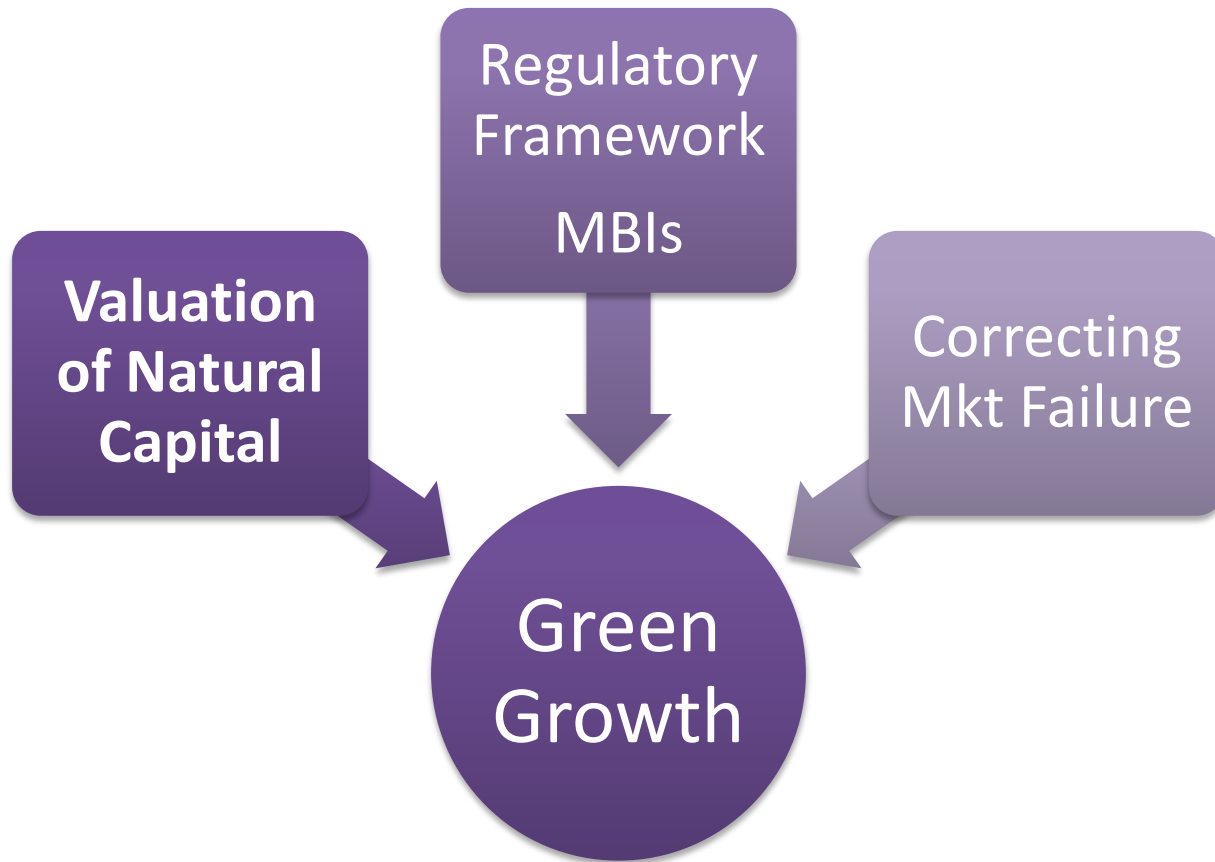 Regulatory
Framework
MBIs
Valuation
of Natural
Capital
Correcting
Mkt Failure
Green
Growth